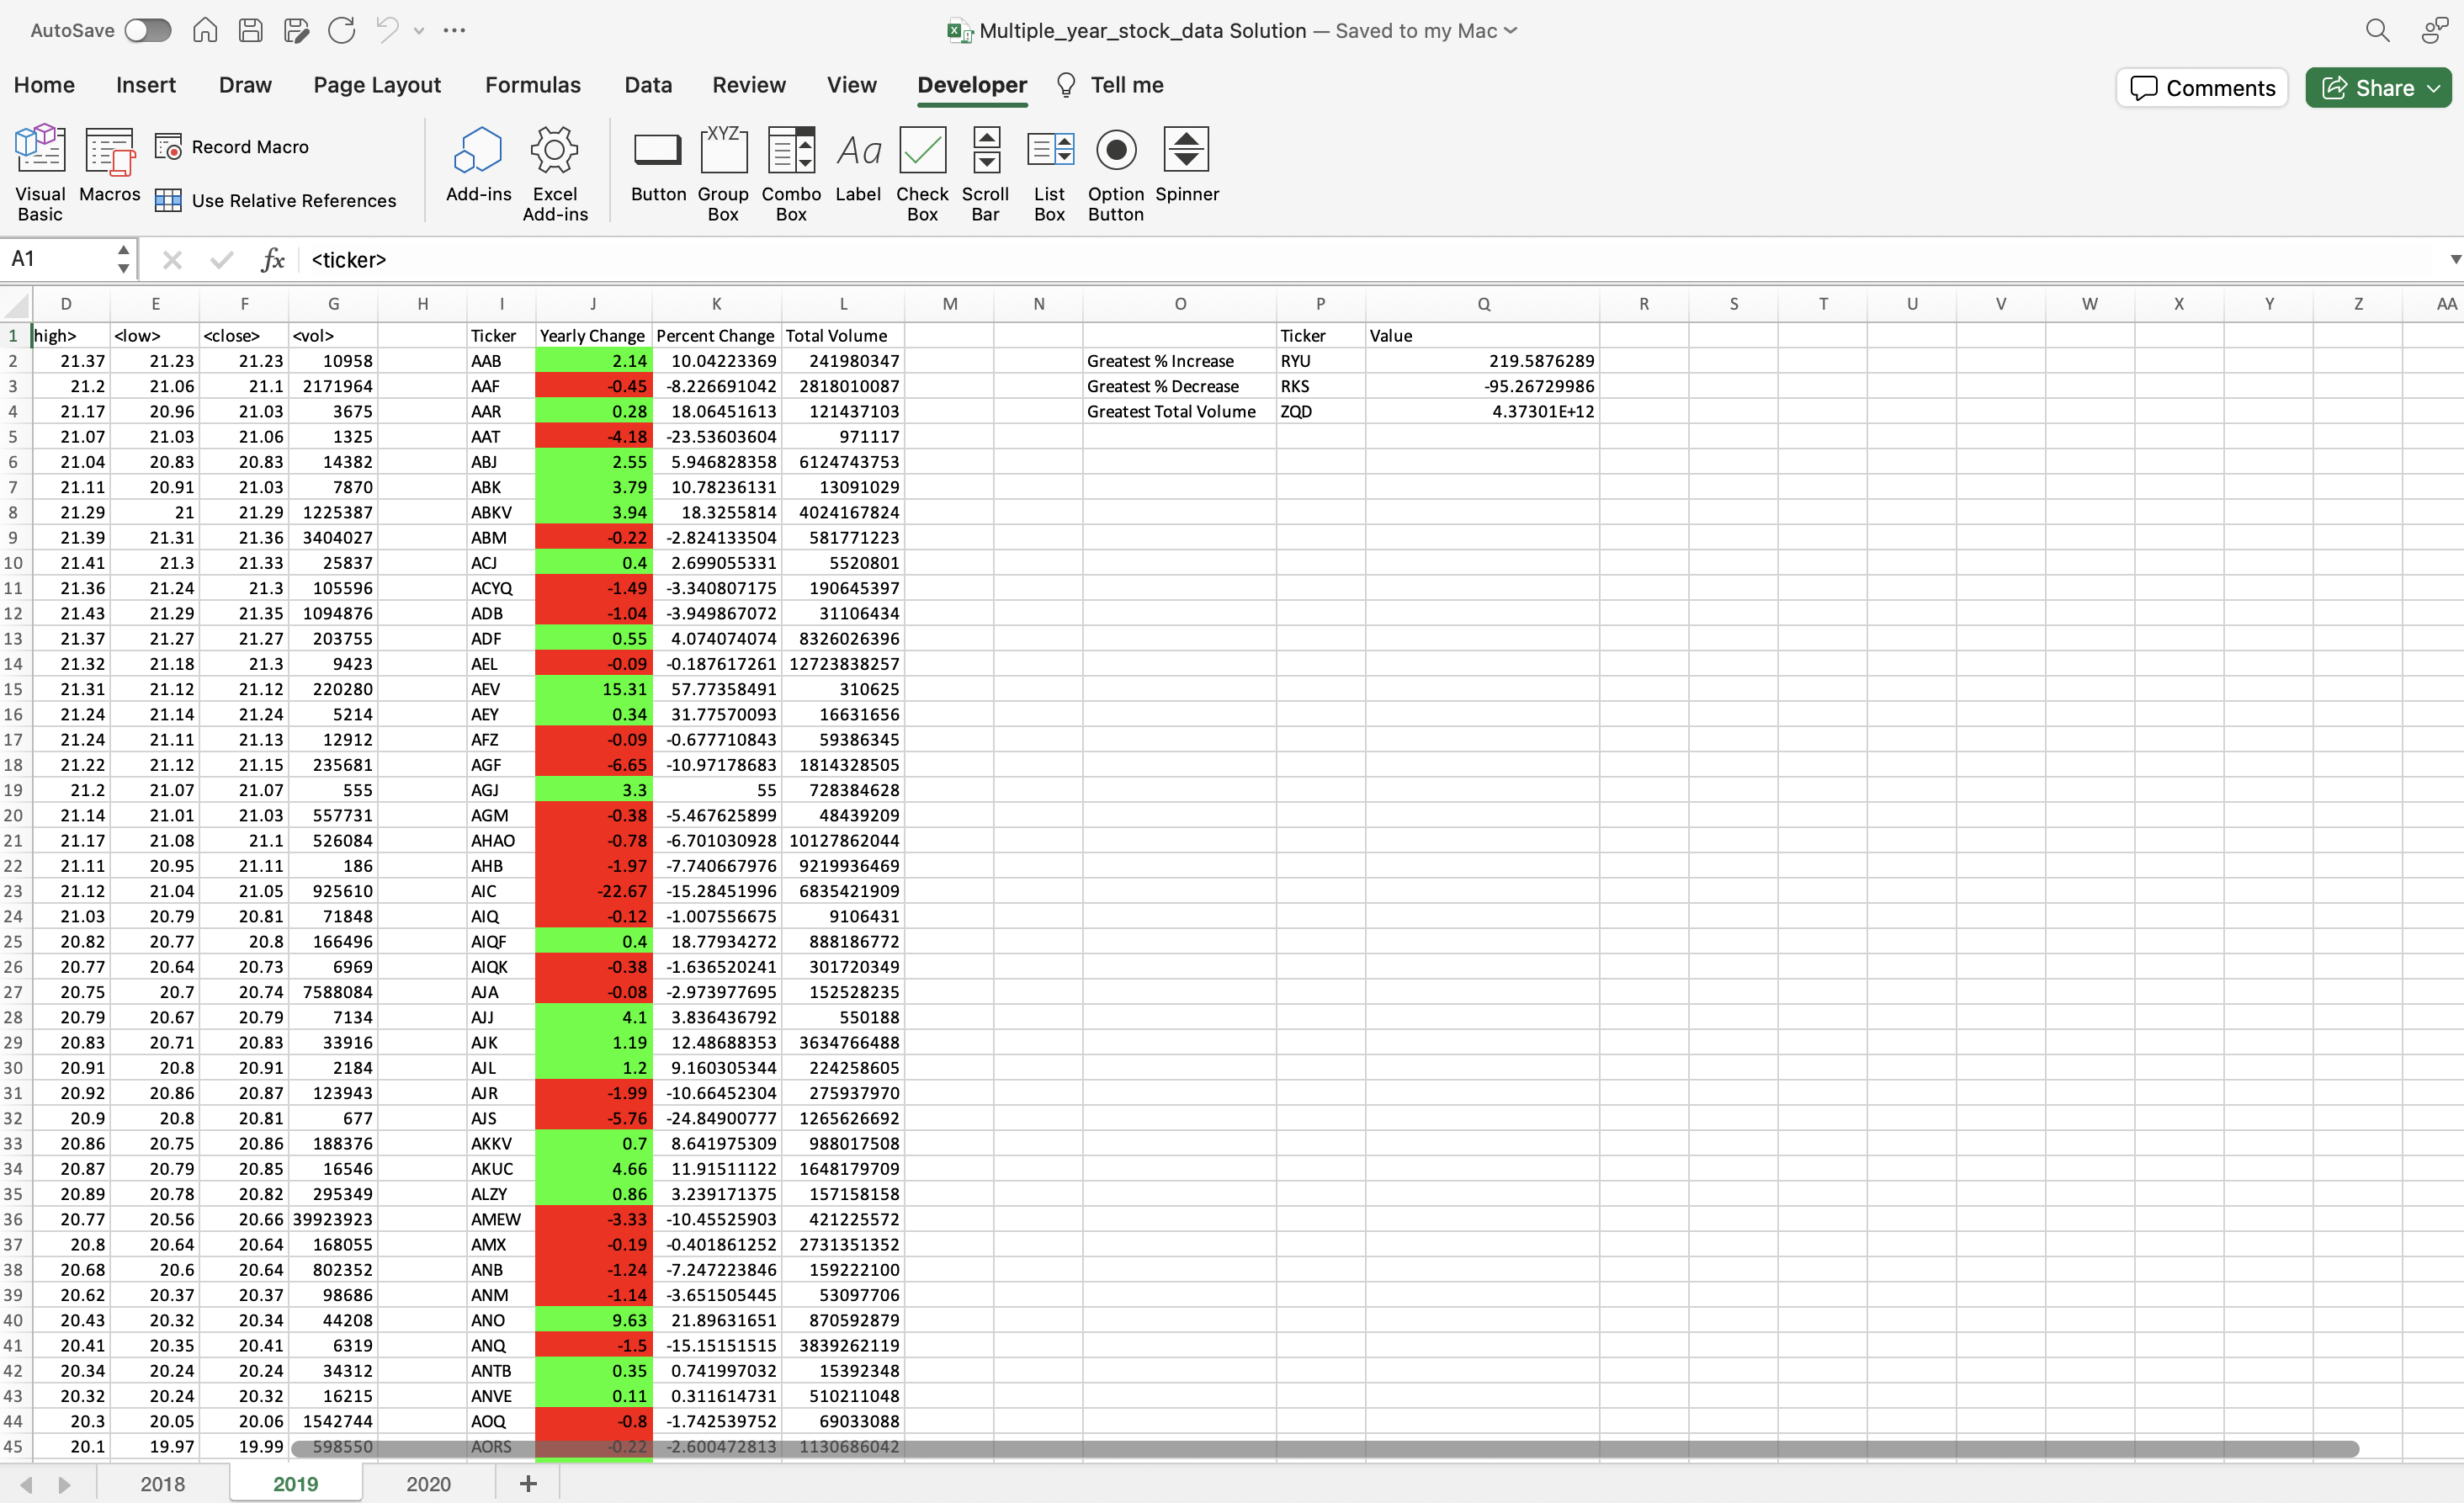 AutoSave
Multiple_year_stock_data Solution — Saved to my Mac
Home Insert Draw Page Layout Formulas Data Review View Developer Tell me Comments Share
Visual Basic
Macros
Record Macro
Use Relative References
Add-ins
Excel Add-ins
Button
Group Box
Combo Box
Label
Check Box
Scroll Bar
List Box
Option Button
Spinner
A1 fx <ticker>
D E F G H I J K L M N O P Q R S T U V W X Y Z AA
1 high> <low> <close> <vol> Ticker Yearly Change Percent Change Total Volume Ticker Value
2 21.37 21.23 21.23 10958 AAB 2.14 10.04223369 241980347 Greatest % Increase RYU 219.5876289
3 21.2 21.06 21.1 2171964 AAF -0.45 -8.226691042 2818010087 Greatest % Decrease RKS -95.26729986
4 21.17 20.96 21.03 3675 AAR 0.28 18.06451613 121437103 Greatest Total Volume ZQD 4.37301E+12
5 21.07 21.03 21.06 1325 AAT -4.18 -23.53603604 971117
6 21.04 20.83 20.83 14382 ABJ 2.55 5.946828358 6124743753
7 21.11 20.91 21.03 7870 ABK 3.79 10.78236131 13091029
8 21.29 21 21.29 1225387 ABKV 3.94 18.3255814 4024167824
9 21.39 21.31 21.36 3404027 ABM -0.22 -2.824133504 581771223
10 21.41 21.3 21.33 25837 ACJ 0.4 2.699055331 5520801
11 21.36 21.24 21.3 105596 ACYQ -1.49 -3.340807175 190645397
12 21.43 21.29 21.35 1094876 ADB -1.04 -3.949867072 31106434
13 21.37 21.27 21.27 203755 ADF 0.55 4.074074074 8326026396
14 21.32 21.18 21.3 9423 AEL -0.09 -0.187617261 12723838257
15 21.31 21.12 21.12 220280 AEV 15.31 57.77358491 310625
16 21.24 21.14 21.24 5214 AEY 0.34 31.77570093 16631656
17 21.24 21.11 21.13 12912 AFZ -0.09 -0.677710843 59386345
18 21.22 21.12 21.15 235681 AGF -6.65 -10.97178683 1814328505
19 21.2 21.07 21.07 555 AGJ 3.3 55 728384628
20 21.14 21.01 21.03 557731 AGM -0.38 -5.467625899 48439209
21 21.17 21.08 21.1 526084 AHAO -0.78 -6.701030928 10127862044
22 21.11 20.95 21.11 186 AHB -1.97 -7.740667976 9219936469
23 21.12 21.04 21.05 925610 AIC -22.67 -15.28451996 6835421909
24 21.03 20.79 20.81 71848 AIQ -0.12 -1.007556675 9106431
25 20.82 20.77 20.8 166496 AIQF 0.4 18.77934272 888186772
26 20.77 20.64 20.73 6969 AIQK -0.38 -1.636520241 301720349
27 20.75 20.7 20.74 7588084 AJA -0.08 -2.973977695 152528235
28 20.79 20.67 20.79 7134 AJJ 4.1 3.836436792 550188
29 20.83 20.71 20.83 33916 AJK 1.19 12.48688353 3634766488
30 20.91 20.8 20.91 2184 AJL 1.2 9.160305344 224258605
31 20.92 20.86 20.87 123943 AJR -1.99 -10.66452304 275937970
32 20.9 20.8 20.81 677 AJS -5.76 -24.84900777 1265626692
33 20.86 20.75 20.86 188376 AKKV 0.7 8.641975309 988017508
34 20.87 20.79 20.85 16546 AKUC 4.66 11.91511122 1648179709
35 20.89 20.78 20.82 295349 ALZY 0.86 3.239171375 157158158
36 20.77 20.56 20.66 39923923 AMEW -3.33 -10.45525903 421225572
37 20.8 20.64 20.64 168055 AMX -0.19 -0.401861252 2731351352
38 20.68 20.6 20.64 802352 ANB -1.24 -7.247223846 159222100
39 20.62 20.37 20.37 98686 ANM -1.14 -3.651505445 53097706
40 20.43 20.32 20.34 44208 ANO 9.63 21.89631651 870592879
41 20.41 20.35 20.41 6319 ANQ -1.5 -15.15151515 3839262119
42 20.34 20.24 20.24 34312 ANTB 0.35 0.741997032 15392348
43 20.32 20.24 20.32 16215 ANVE 0.11 0.311614731 510211048
44 20.3 20.05 20.06 1542744 AOQ -0.8 -1.742539752 69033088
45 20.1 19.97 19.99 598550 AORS -0.22 -2.600472813 1130686042
2018 2019 2020 +